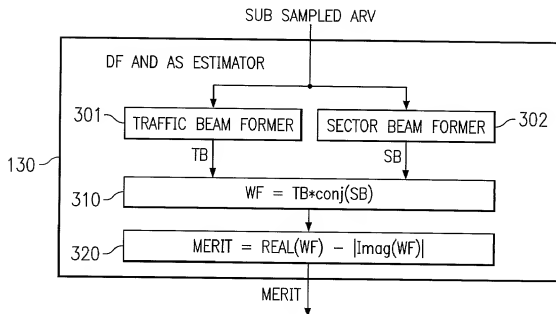 SUB SAMPLED ARV
DF AND AS ESTIMATOR
301
TRAFFIC BEAM FORMER
SECTOR BEAM FORMER
302
TB
SB
130
310
WF = TB*conj(SB)
320
MERIT = REAL(WF) - |Imag(WF)|
MERIT